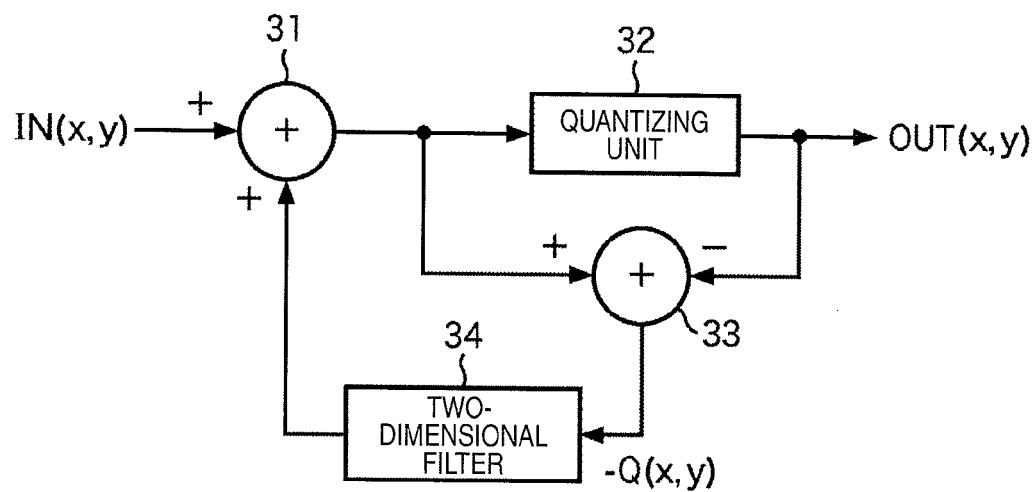 31
32
+
IN(x,y)
+
QUANTIZING
UNIT
OUT(x,y)
+
+
−
+
33
34
TWO-
DIMENSIONAL
FILTER
-Q(x,y)